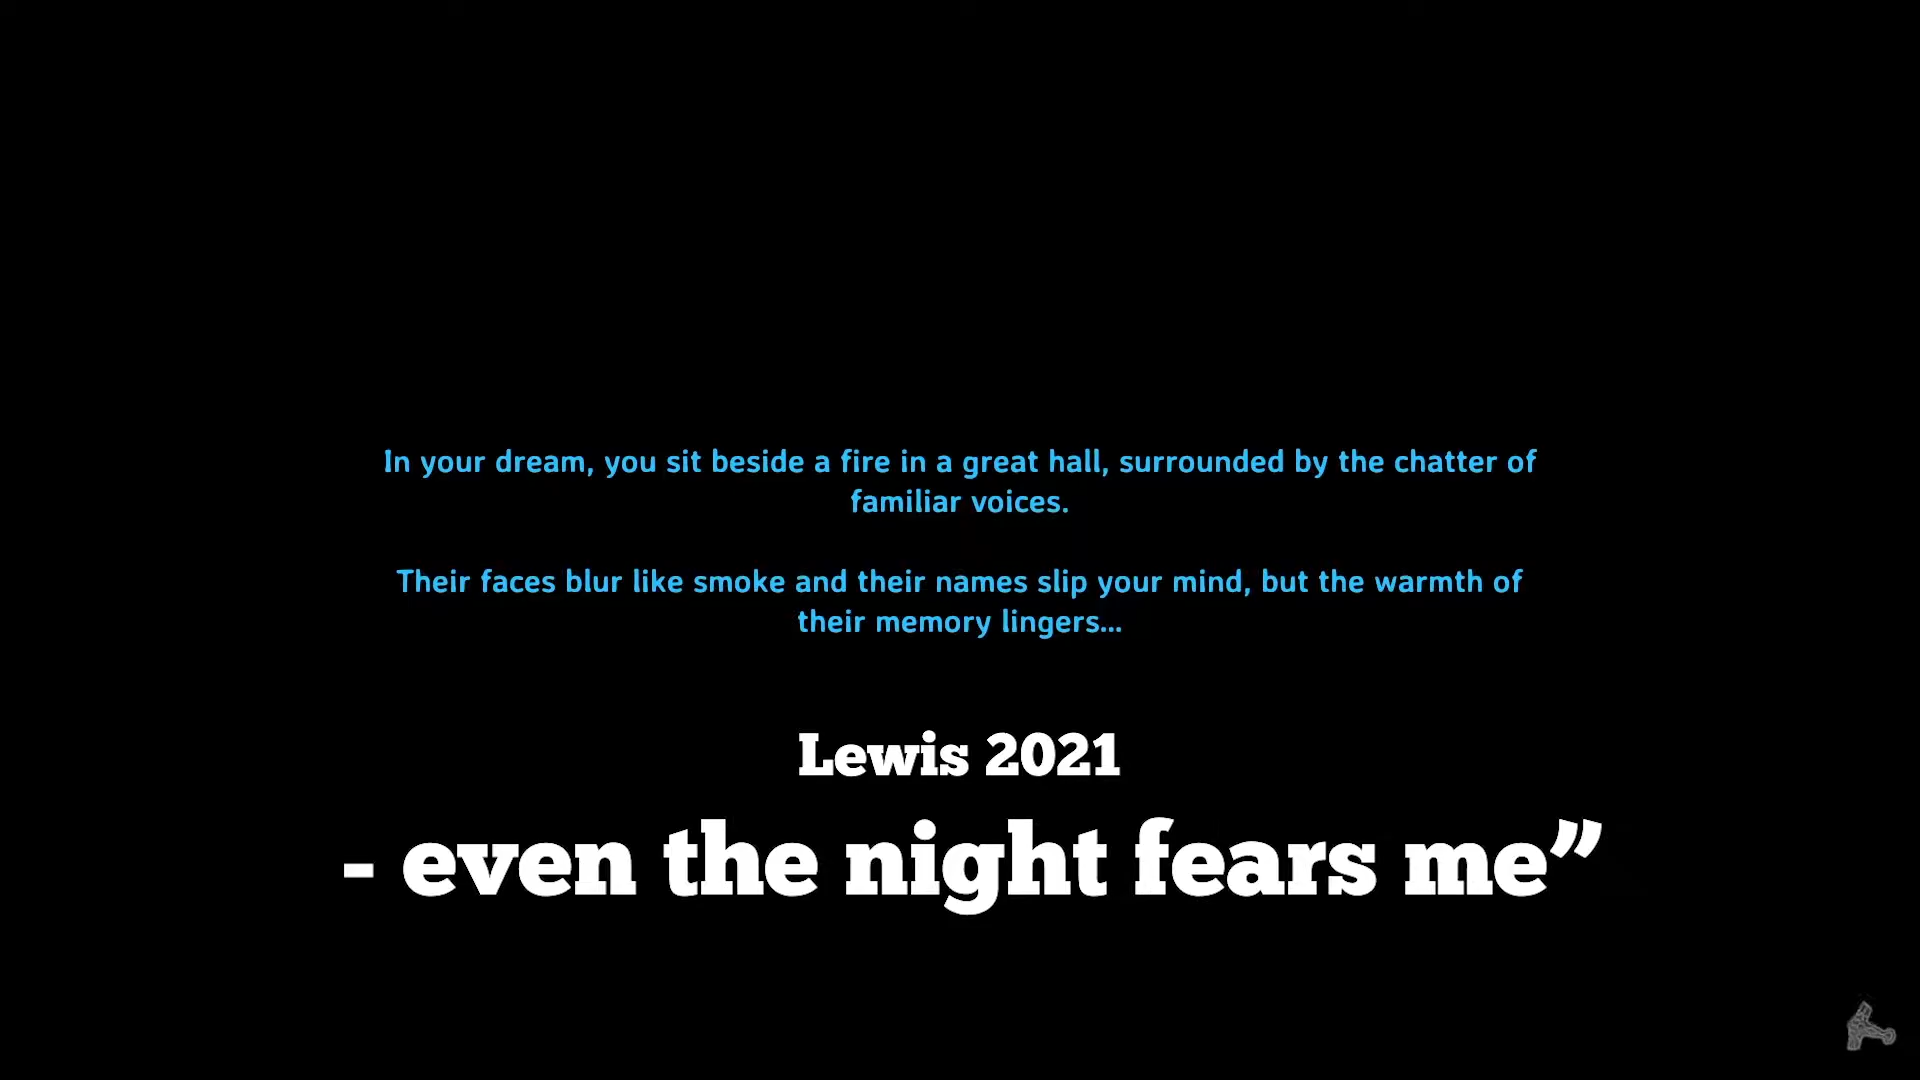 In your dream, you sit beside a fire in a great hall, surrounded by the chatter of
familiar voices.
Their faces blur like smoke and their names slip your mind, but the warmth of
their memory lingers...
Lewis 2021
- even the night fears me”